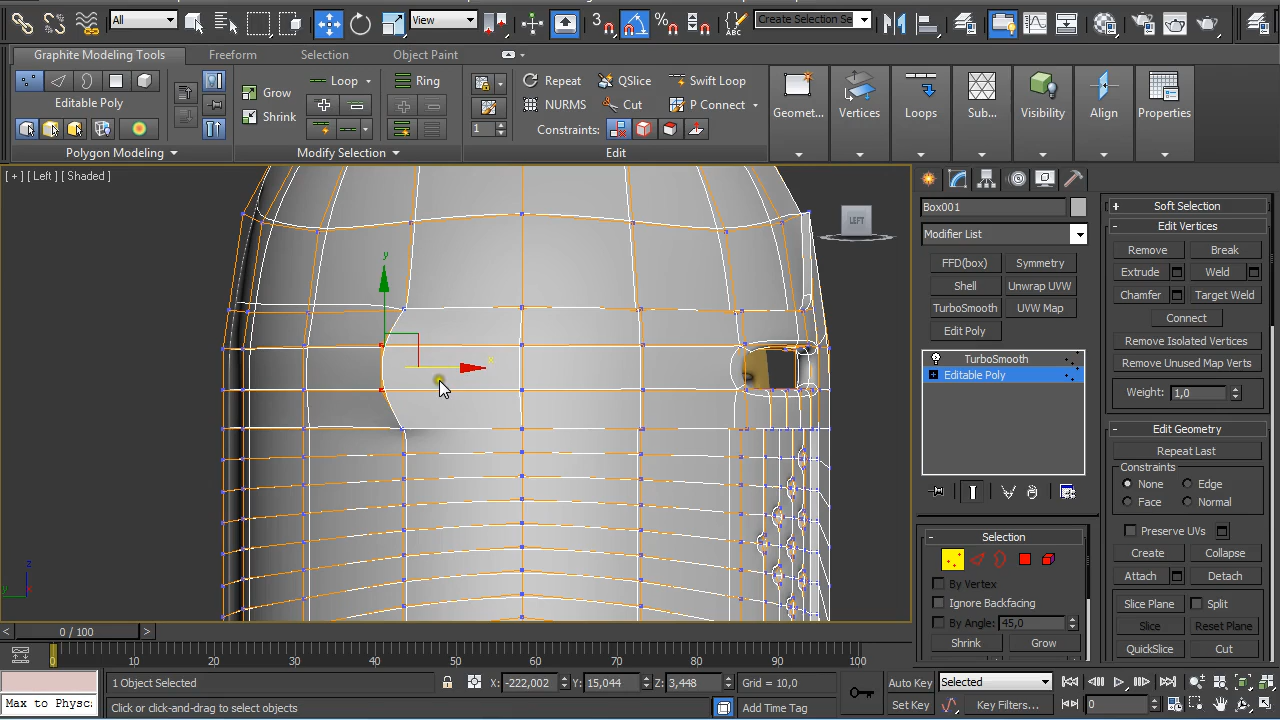 All
View
3
Create Selection Se
ABC
Graphite Modeling Tools
Freeform
Selection
Object Paint
Editable Poly
Polygon Modeling
Grow
Shrink
Loop
Ring
Modify Selection
Repeat
QSlice
Swift Loop
NURMS
Cut
P Connect
1
Constraints:
Edit
Geomet...
Vertices
Loops
Sub...
Visibility
Align
Properties
[ + ] [ Left ] [ Shaded ]
LEFT
y
x
z
y
x
Box001
Modifier List
FFD(box)
Symmetry
Shell
Unwrap UVW
TurboSmooth
UVW Map
Edit Poly
TurboSmooth
Editable Poly
Selection
By Vertex
Ignore Backfacing
By Angle:
45,0
Shrink
Grow
+ Soft Selection
- Edit Vertices
Remove
Break
Extrude
Weld
Chamfer
Target Weld
Connect
Remove Isolated Vertices
Remove Unused Map Verts
Weight:
1,0
- Edit Geometry
Repeat Last
Constraints
None
Edge
Face
Normal
Preserve UVs
Create
Collapse
Attach
Detach
Slice Plane
Split
Slice
Reset Plane
QuickSlice
Cut
< 0 / 100 >
0 10 20 30 40 50 60 70 80 90 100
1 Object Selected
X: -222,002
Y: 15,044
Z: 3,448
Grid = 10,0
Auto Key
Selected
Max to Physc
Click or click-and-drag to select objects
Add Time Tag
Set Key
Key Filters...
0